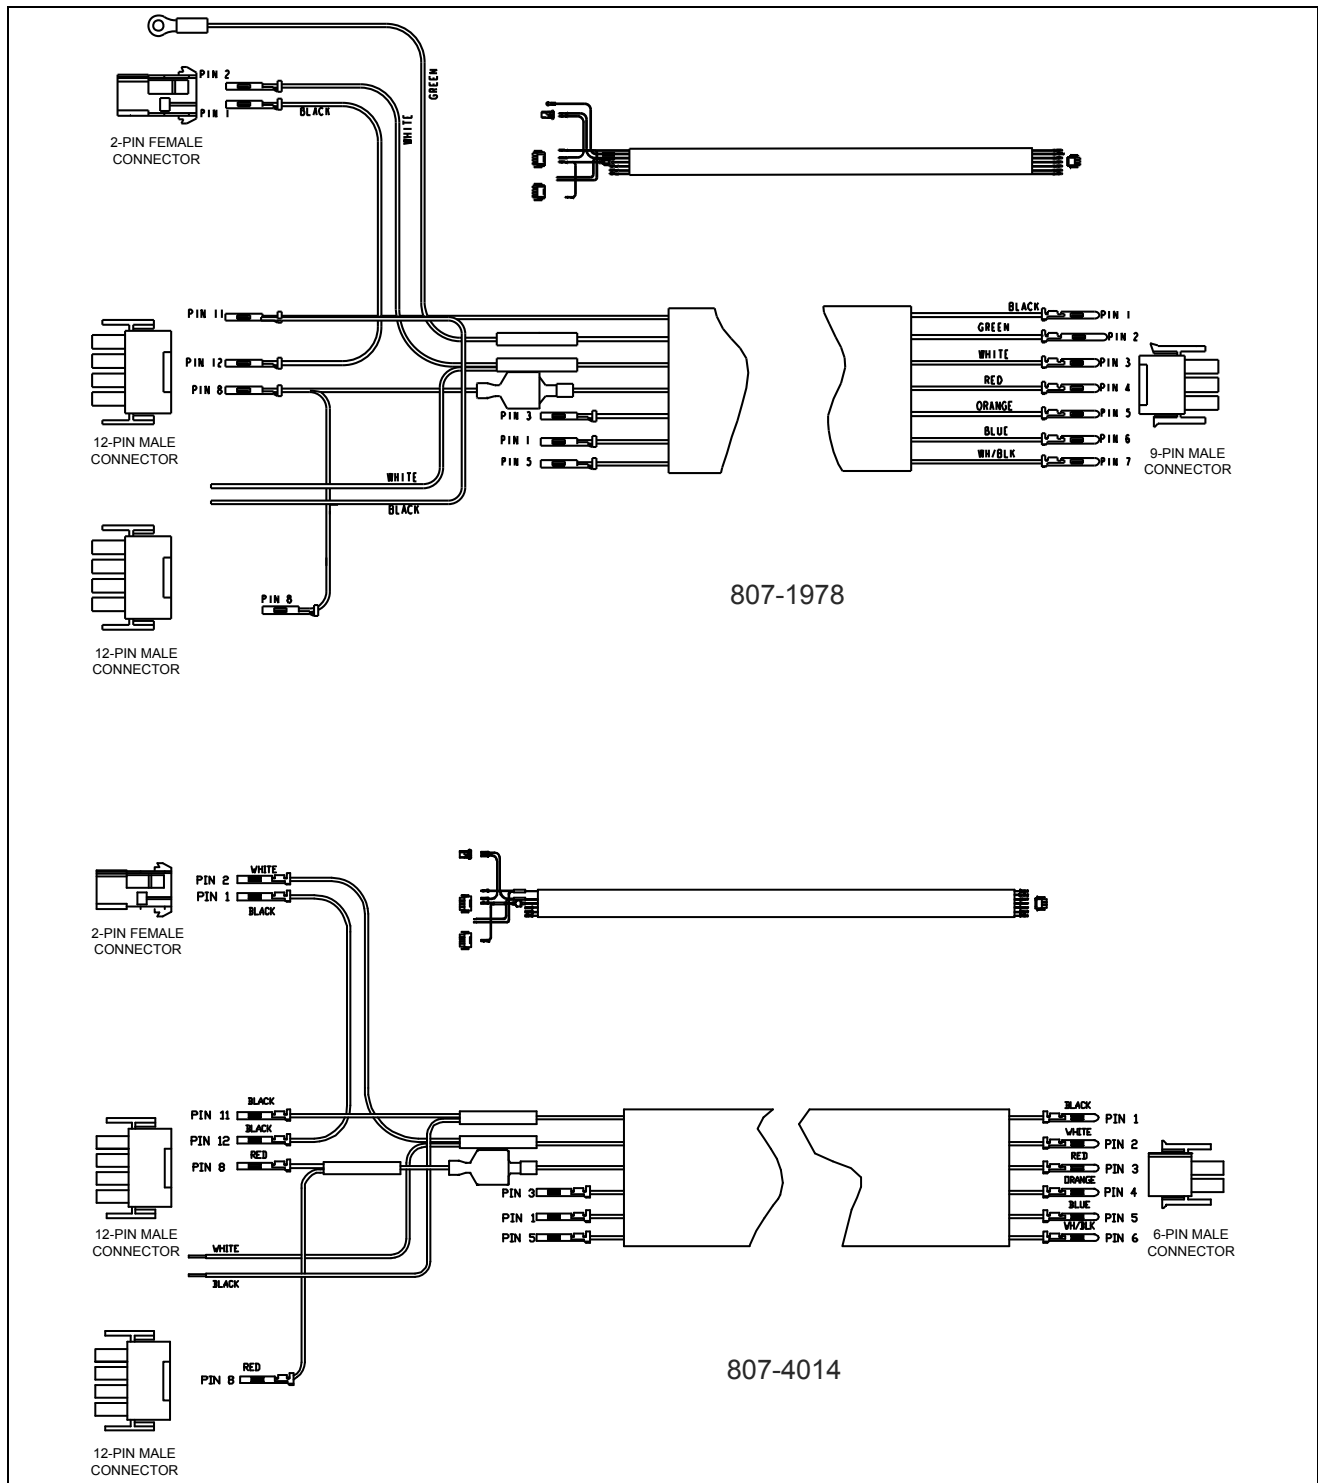 PIN 2
GREEN
PIN 1
BLACK
WHITE
2-PIN FEMALE
CONNECTOR
PIN 11
BLACK
PIN 1
GREEN
PIN 2
PIN 12
WHITE
PIN 3
PIN 8
RED
PIN 4
PIN 3
ORANGE
PIN 5
12-PIN MALE
CONNECTOR
PIN 1
BLUE
PIN 6
PIN 5
WH/BLK
PIN 7
9-PIN MALE
CONNECTOR
WHITE
BLACK
PIN 8
807-1978
12-PIN MALE
CONNECTOR
PIN 2
WHITE
PIN 1
BLACK
2-PIN FEMALE
CONNECTOR
BLACK
PIN 11
BLACK
PIN 12
RED
PIN 8
BLACK
PIN 1
WHITE
PIN 2
RED
PIN 3
PIN 3
ORANGE
PIN 4
PIN 1
BLUE
PIN 5
PIN 5
WH/BLK
PIN 6
12-PIN MALE
CONNECTOR
6-PIN MALE
CONNECTOR
WHITE
BLACK
RED
PIN 8
807-4014
12-PIN MALE
CONNECTOR